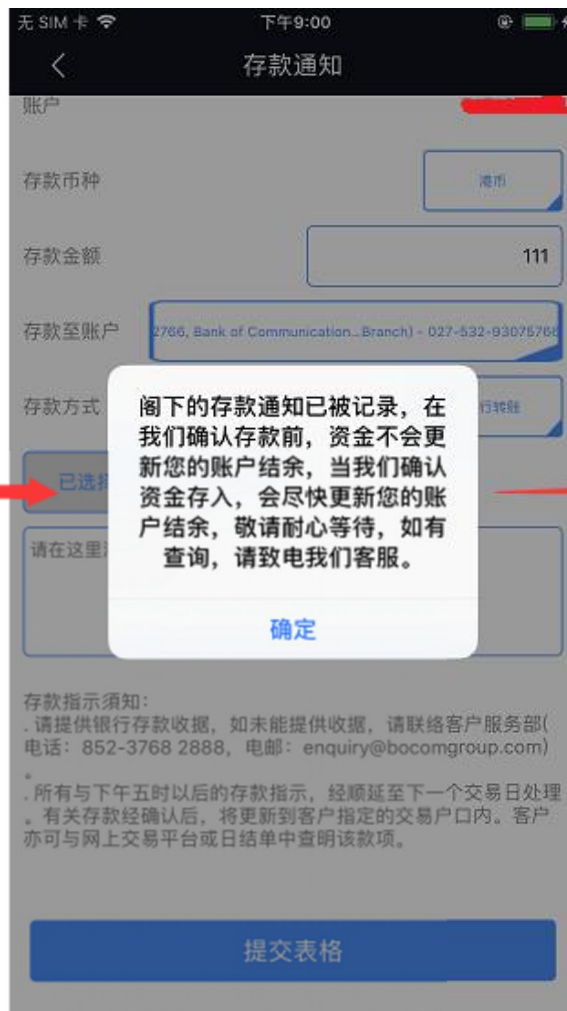 无 SIM 卡
下午9:00
存款通知
账户
存款币种
港币
存款金额
111
存款至账户
2766, Bank of Communication...Branch) - 027-532-93075766
存款方式
行转账
已选择
请在这里
阁下的存款通知已被记录，在
我们确认存款前，资金不会更
新您的账户结余，当我们确认
资金存入，会尽快更新您的账
户结余，敬请耐心等待，如有
查询，请致电我们客服。
确定
存款指示须知：
. 请提供银行存款收据，如未能提供收据，请联络客户服务部(
电话：852-3768 2888，电邮：enquiry@bocomgroup.com)
。
. 所有与下午五时以后的存款指示，经顺延至下一个交易日处理
。有关存款经确认后，将更新到客户指定的交易户口内。客户
亦可与网上交易平台或日结单中查明该款项。
提交表格